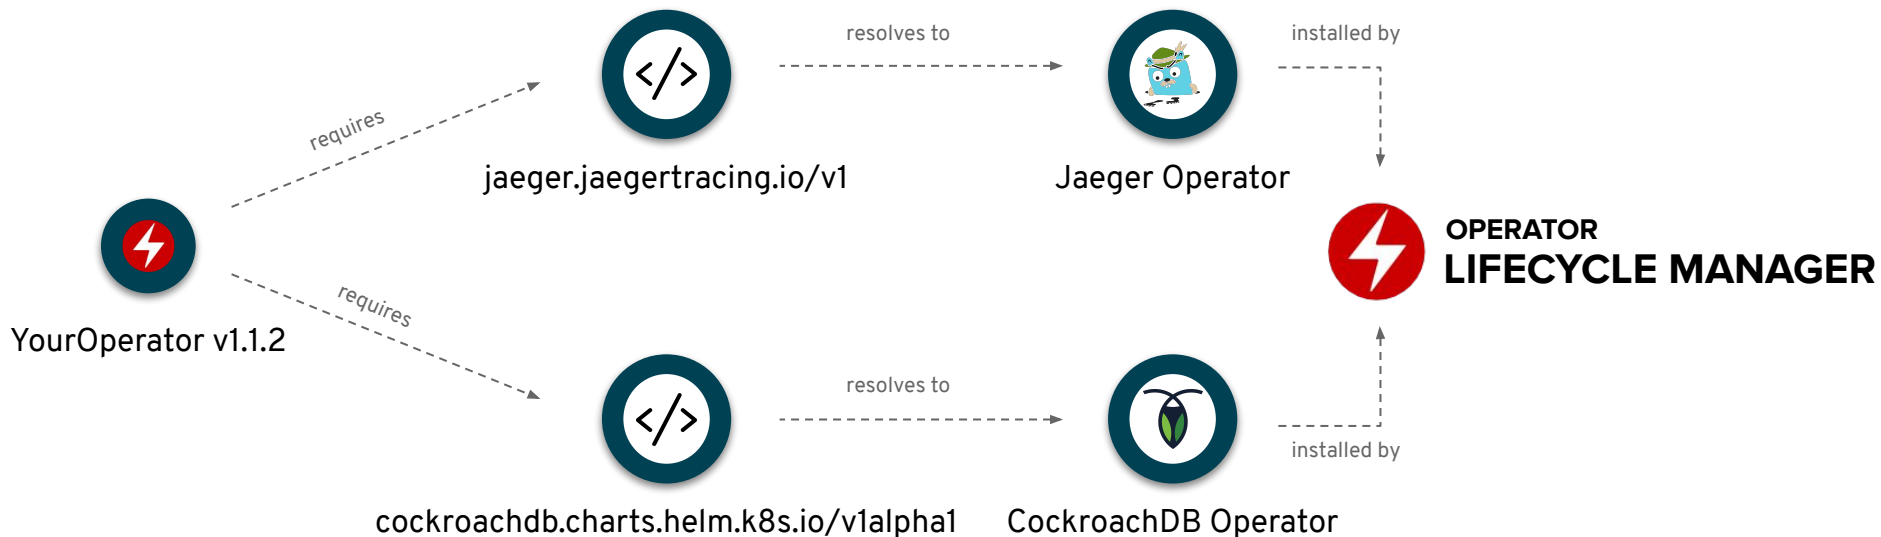 resolves to
installed by
</>
requires
jaeger.jaegertracing.io/v1
Jaeger Operator
OPERATOR
LIFECYCLE MANAGER
YourOperator v1.1.2
requires
resolves to
</>
installed by
cockroachdb.charts.helm.k8s.io/v1alpha1
CockroachDB Operator